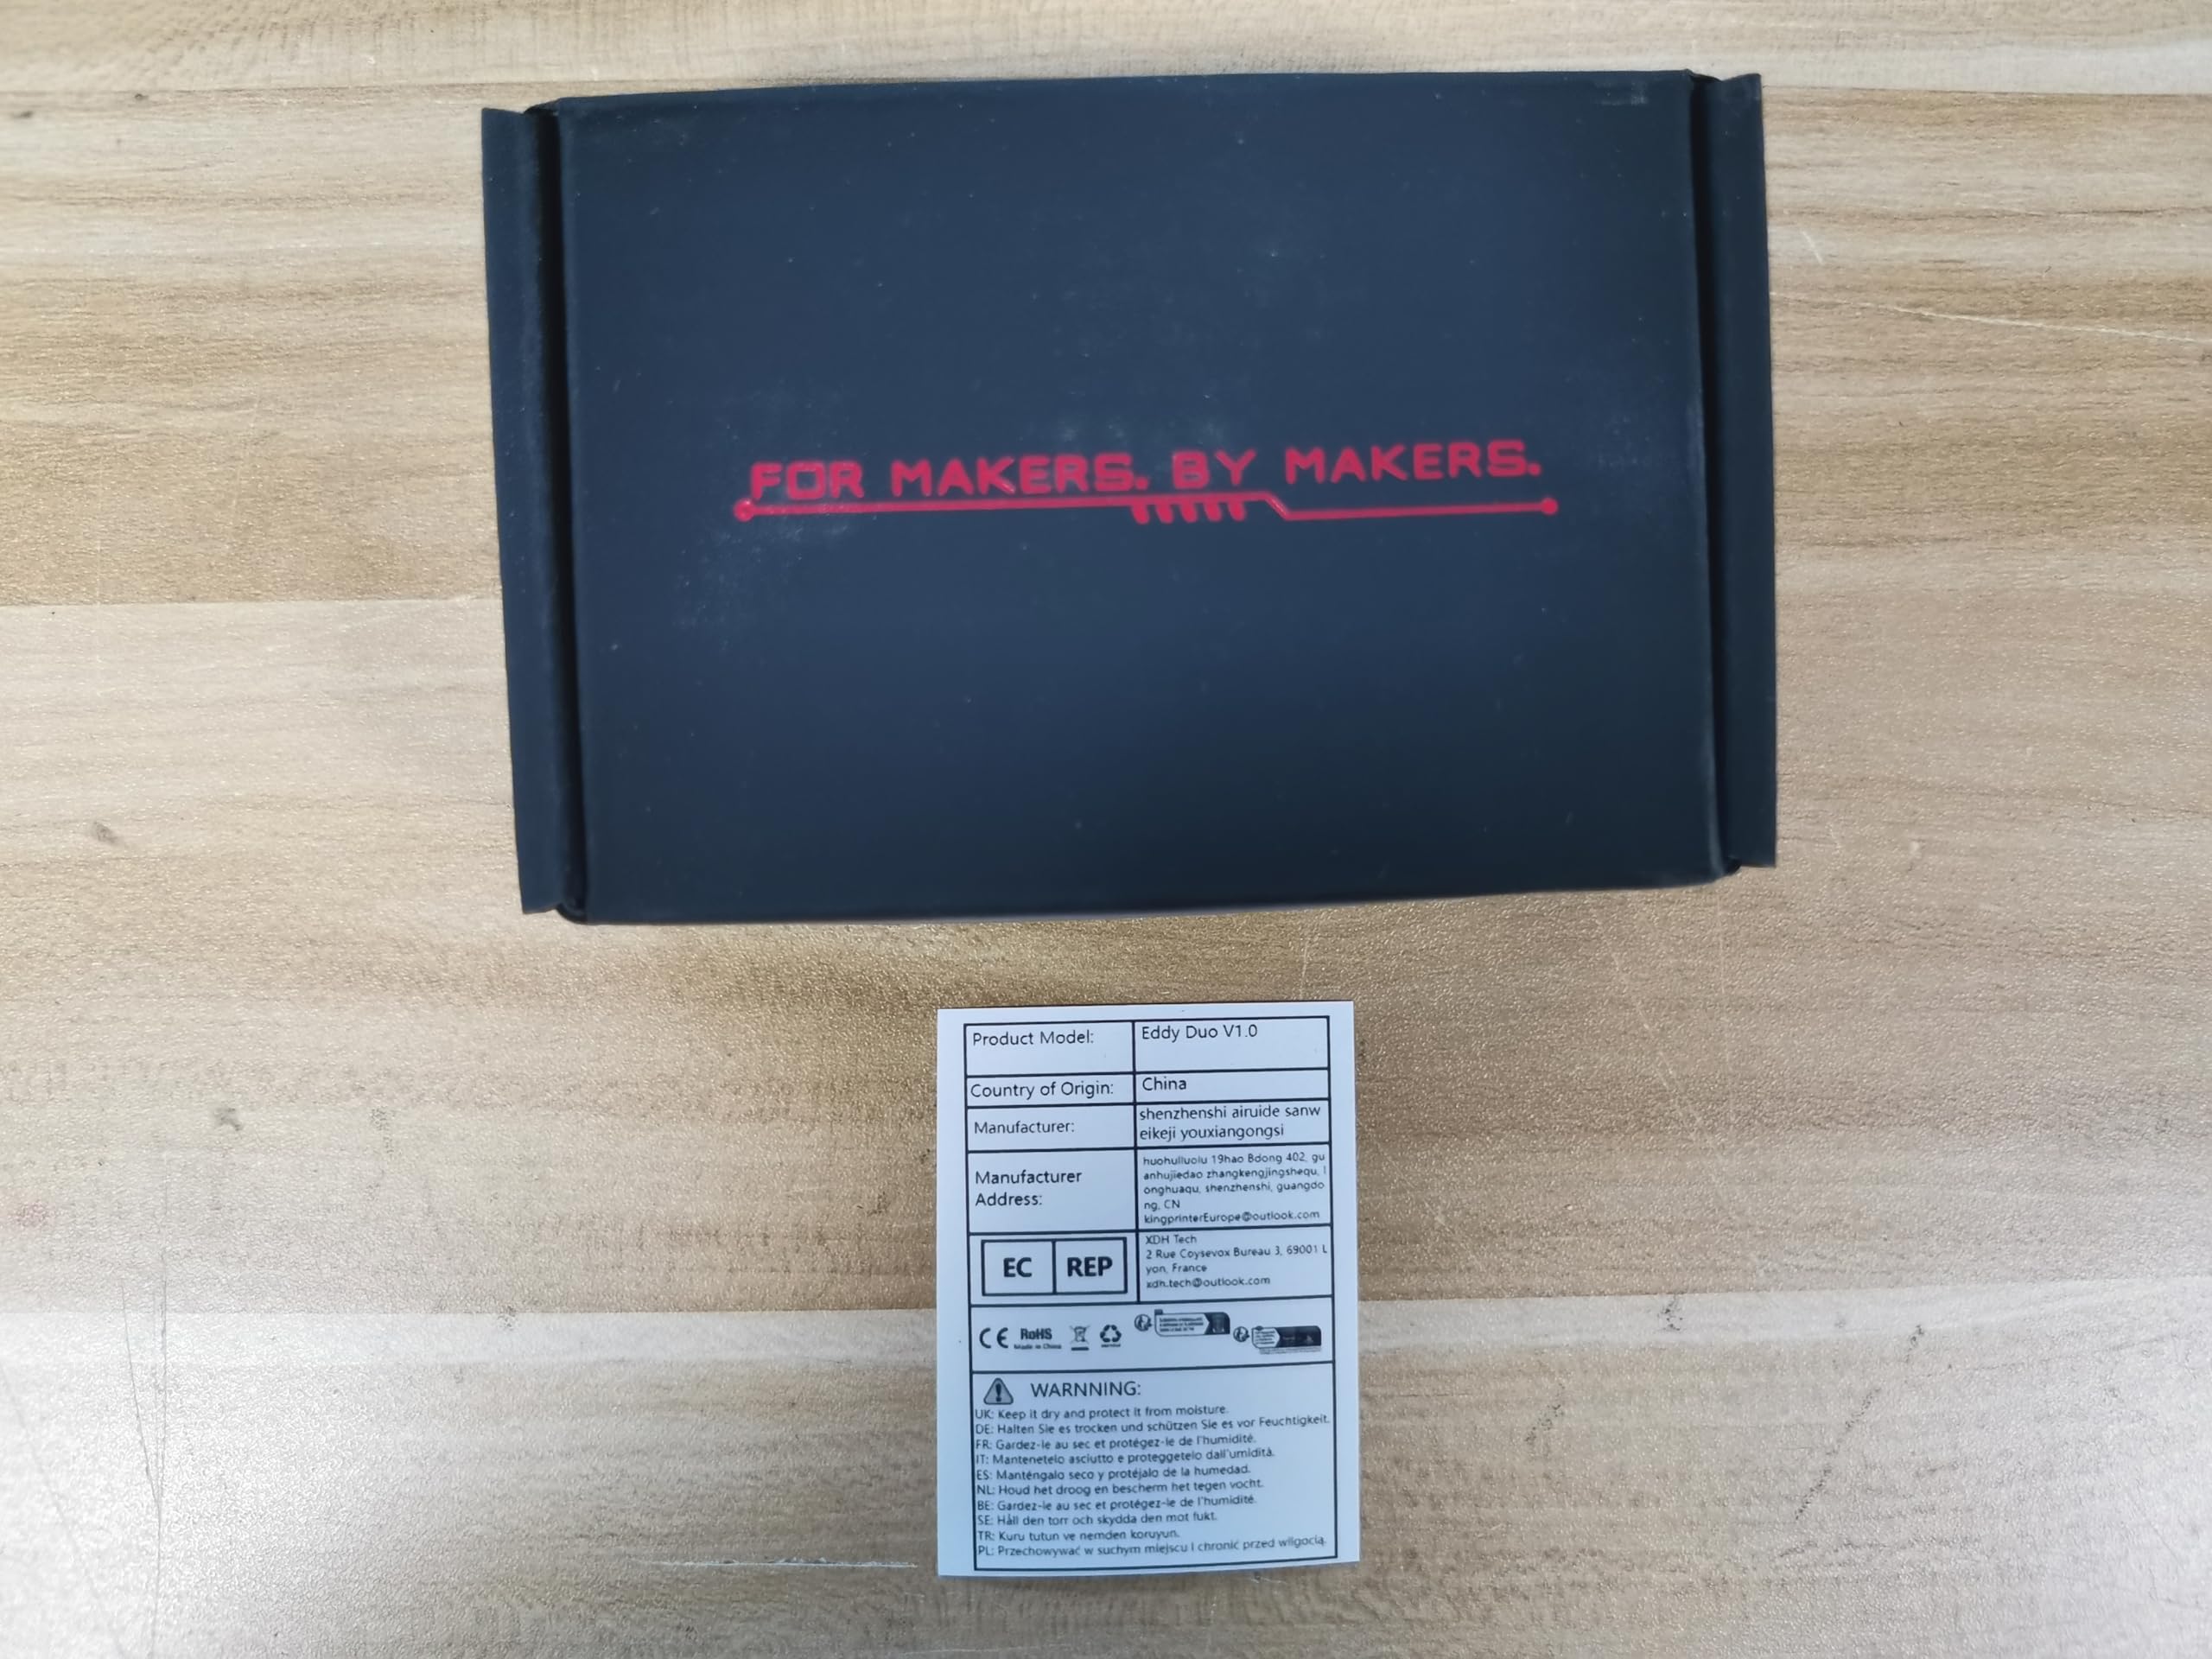 FOR MAKERS. BY MAKERS.
Product Model:
Eddy Duo V1.0
Country of Origin:
China
Manufacturer:
shenzhenshi airuide sanw
eikeji youxiangongsi
Manufacturer
Address:
huohulluolu 19hao Bdong 402, gu
anhujiedao zhangkengjingshequ, l
onghuaqu, shenzhenshi, guangdo
ng, CN
kingprinterEurope@outlook.com
EC REP
XDH Tech
2 Rue Coysevox Bureau 3, 69001 L
yon, France
xdh.tech@outlook.com
CE RoHS
Made in China
WARNNING:
UK: Keep it dry and protect it from moisture.
DE: Halten Sie es trocken und schützen Sie es vor Feuchtigkeit.
FR: Gardez-le au sec et protégez-le de l'humidité.
IT: Mantenetelo asciutto e proteggetelo dall'umidità.
ES: Manténgalo seco y protéjalo de la humedad.
NL: Houd het droog en bescherm het tegen vocht.
BE: Gardez-le au sec et protégez-le de l'humidité.
SE: Håll den torr och skydda den mot fukt.
TR: Kuru tutun ve nemden koruyun.
PL: Przechowywać w suchym miejscu i chronić przed wilgocią.